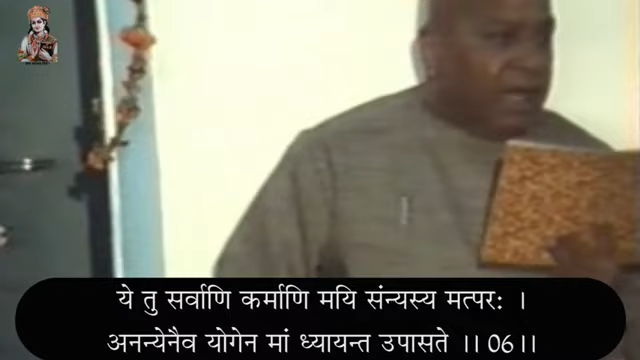 ये तु सर्वाणि कर्माणि मयि संन्यस्य मत्पर: ।
अनन्येनैव योगेन मां ध्यायन्त उपासते ।। 06।।